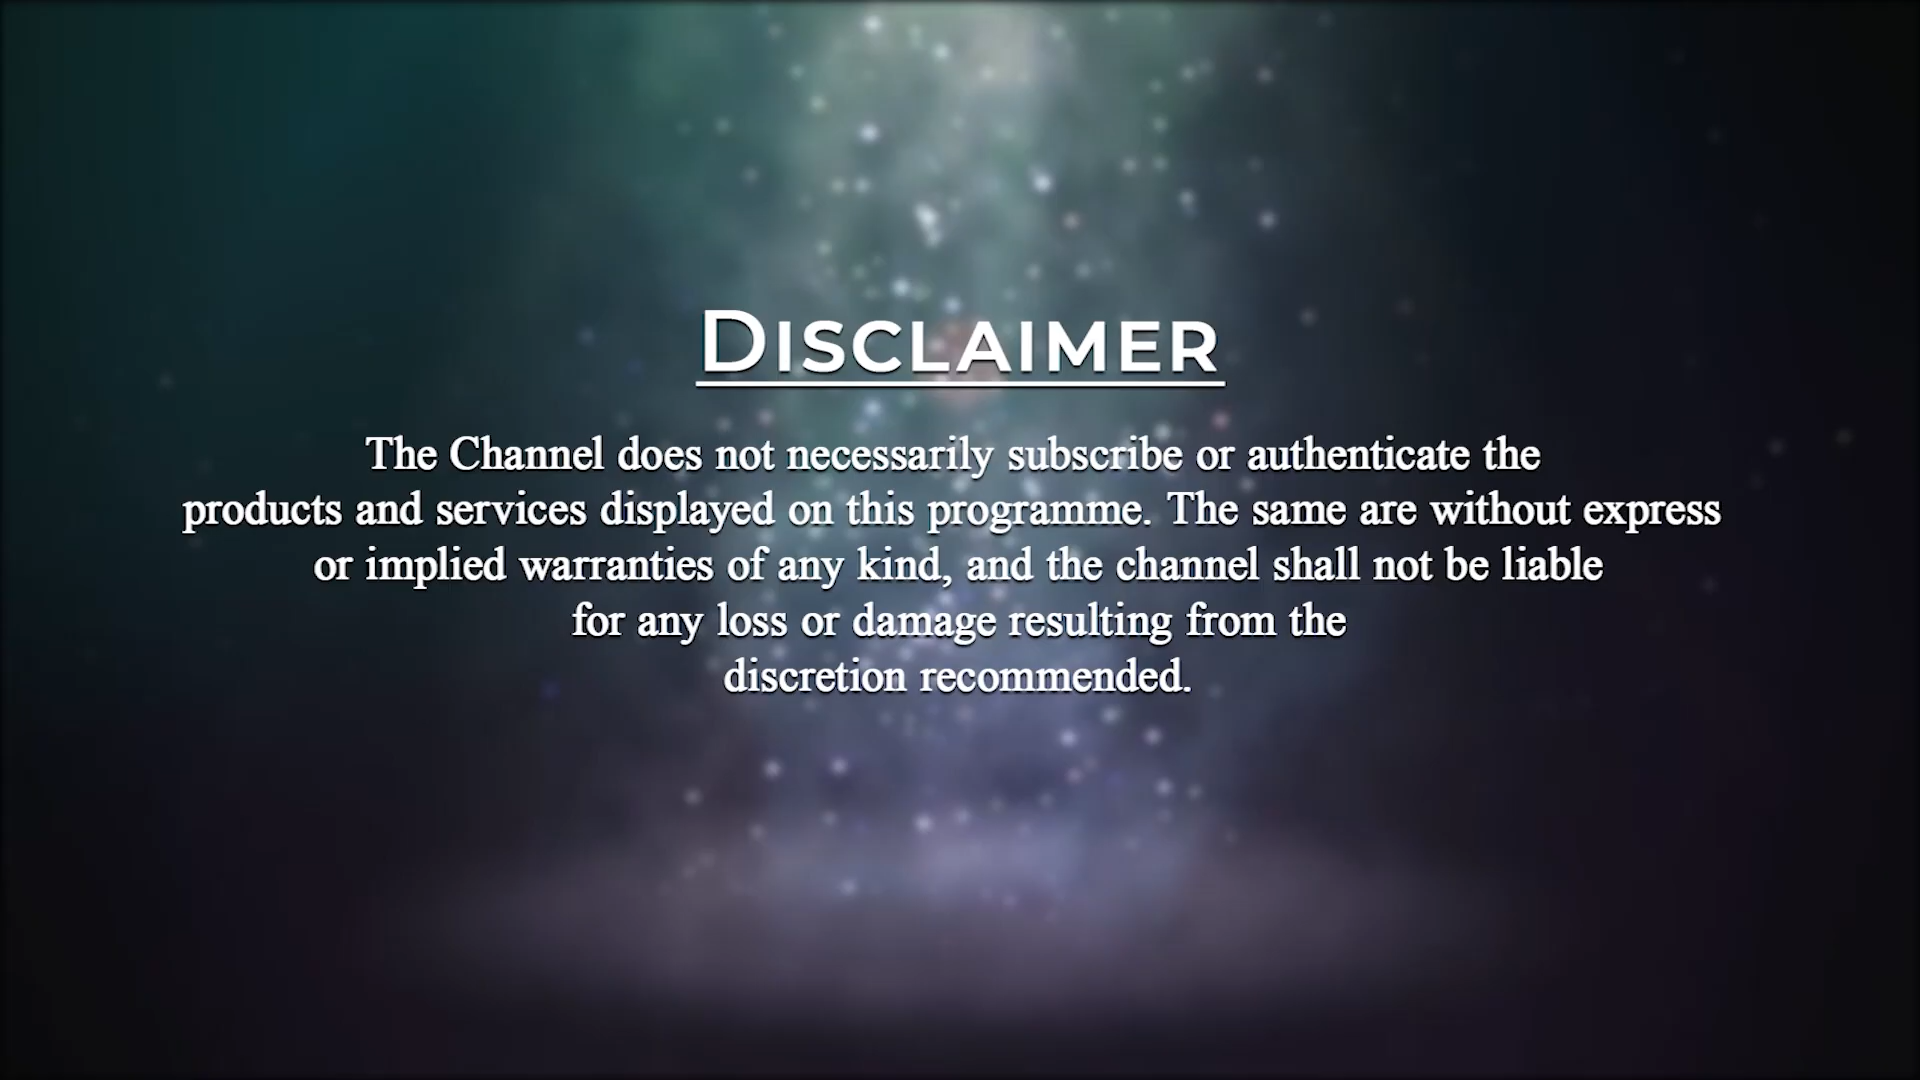 DISCLAIMER
The Channel does not necessarily subscribe or authenticate the
products and services displayed on this programme. The same are without express
or implied warranties of any kind, and the channel shall not be liable
for any loss or damage resulting from the
discretion recommended.